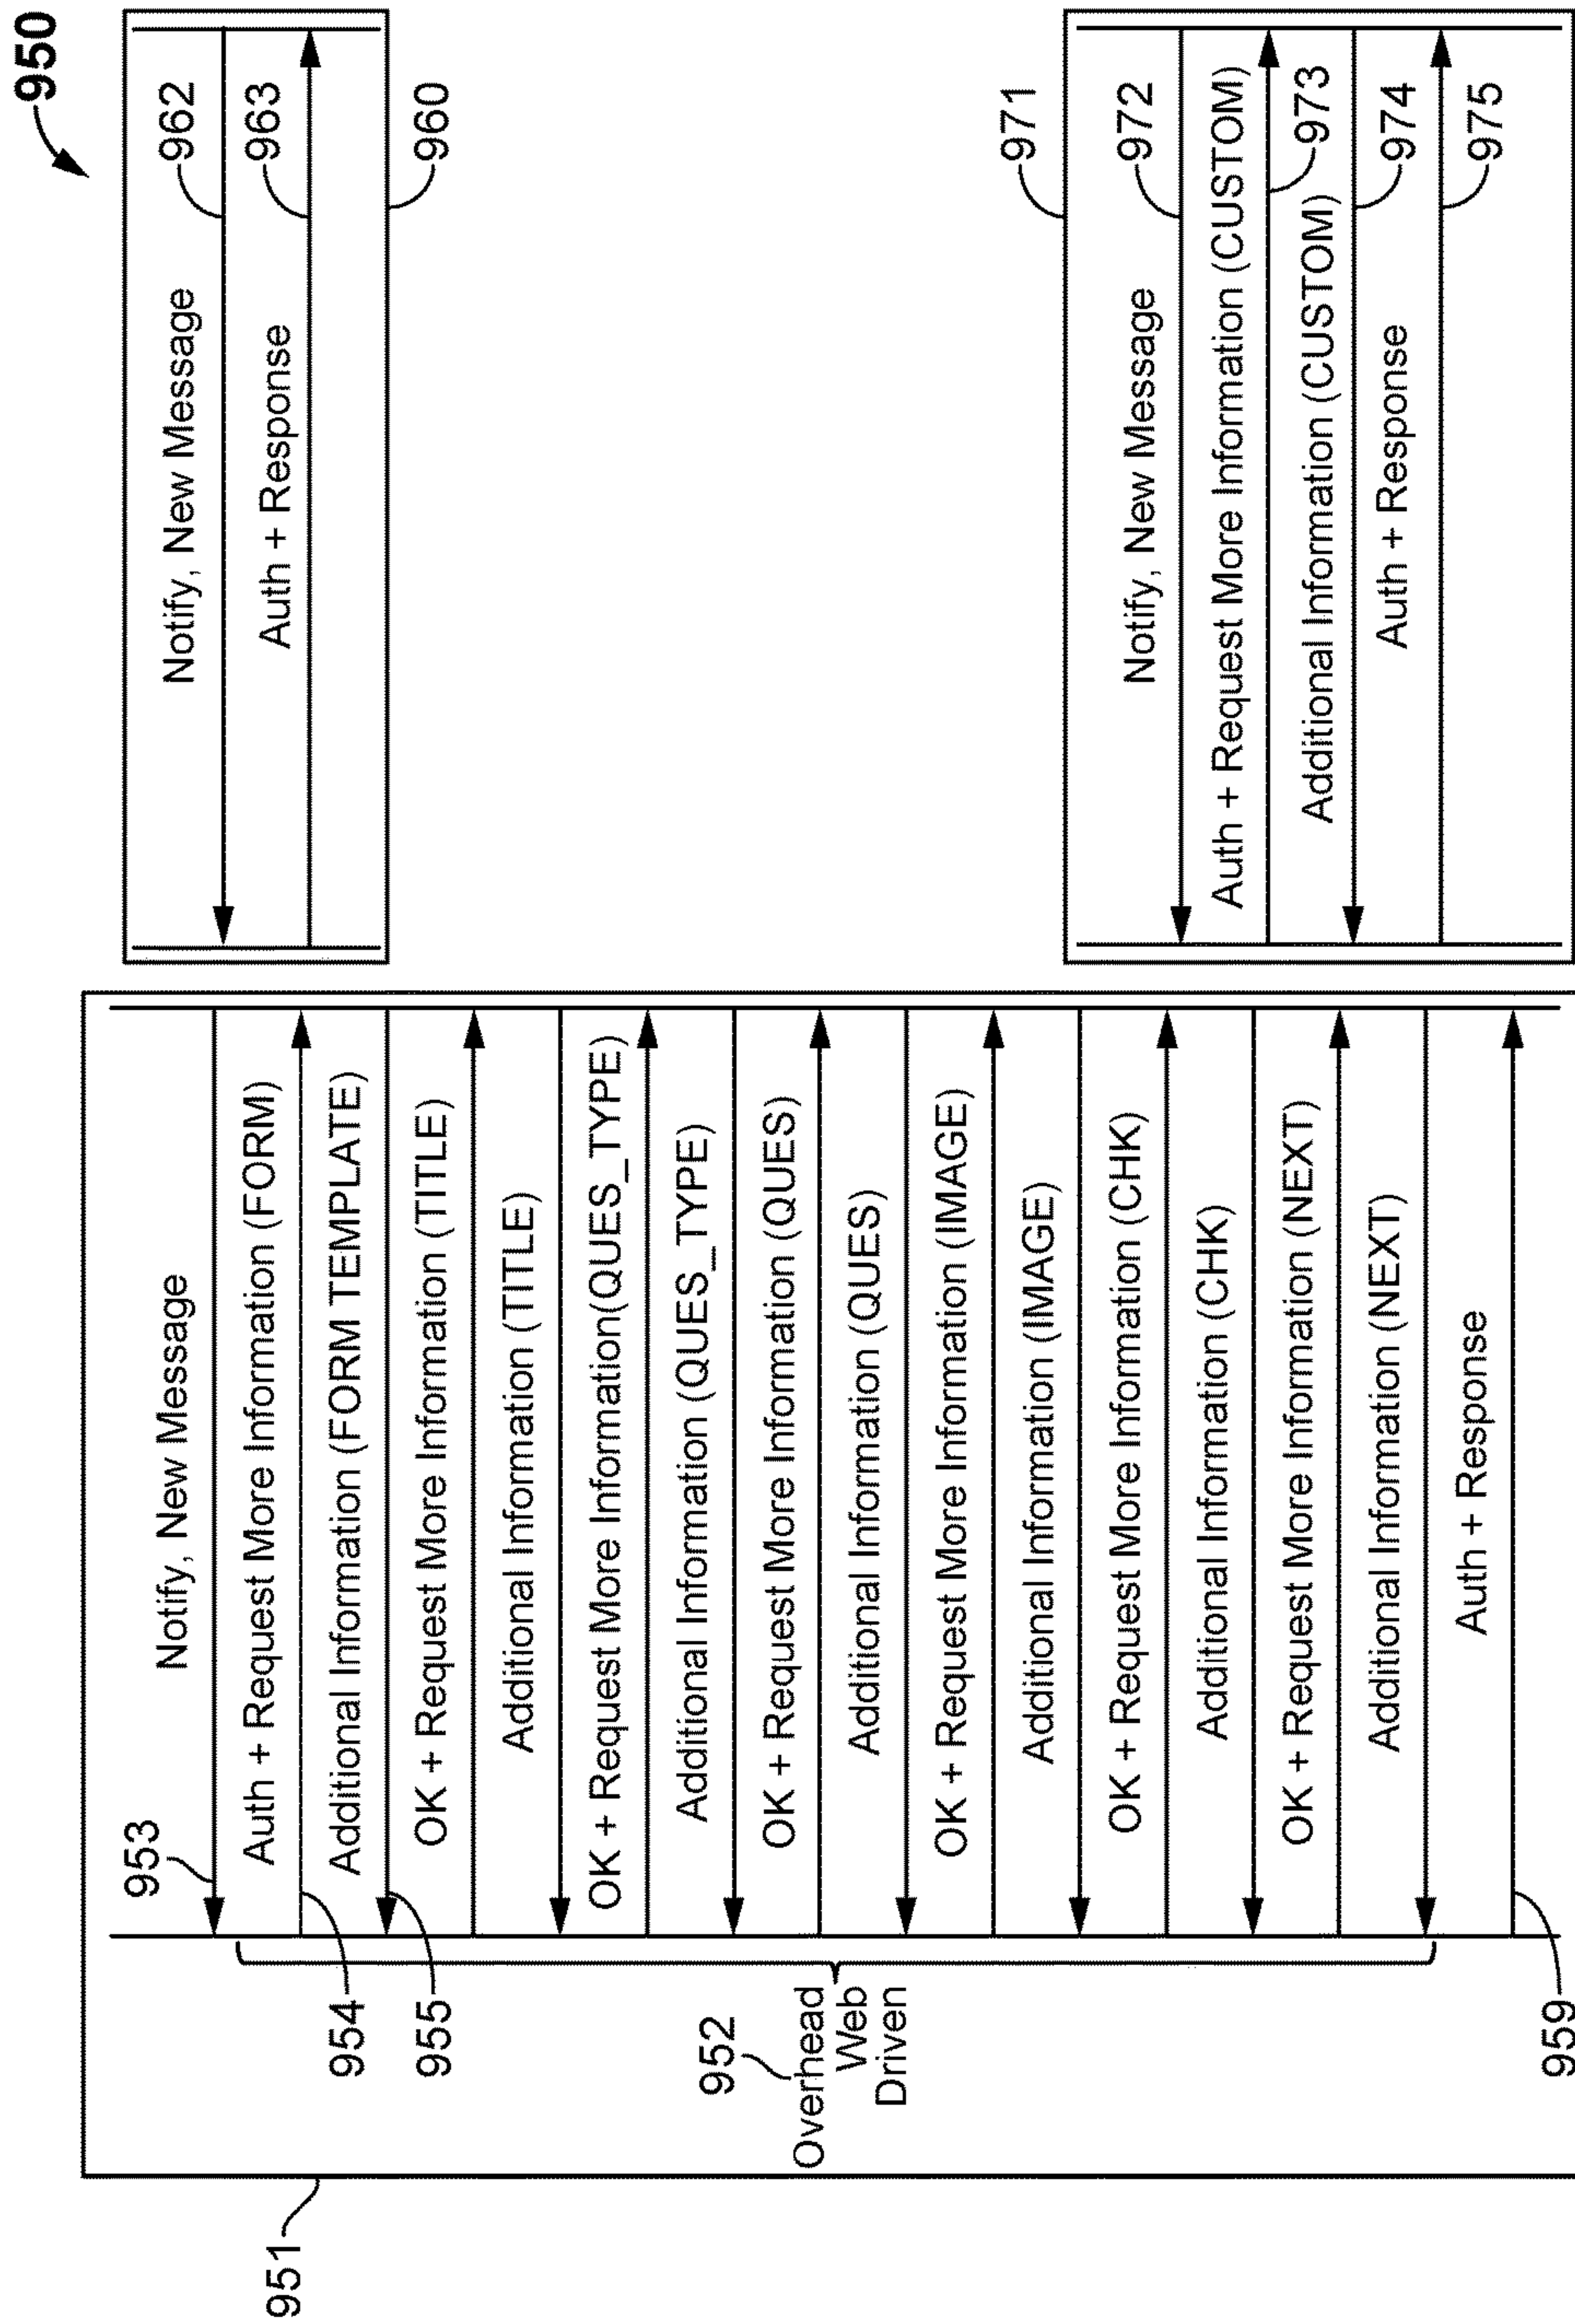 950
951
953
Notify, New Message
Auth + Request More Information (FORM)
954
Additional Information (FORM TEMPLATE)
955
OK + Request More Information (TITLE)
Additional Information (TITLE)
OK + Request More Information(QUES_TYPE)
Additional Information (QUES_TYPE)
952
Overhead
Web
Driven
OK + Request More Information (QUES)
Additional Information (QUES)
OK + Request More Information (IMAGE)
Additional Information (IMAGE)
OK + Request More Information (CHK)
Additional Information (CHK)
OK + Request More Information (NEXT)
Additional Information (NEXT)
Auth + Response
959
Notify, New Message
962
Auth + Response
963
960
971
Notify, New Message
972
Auth + Request More Information (CUSTOM)
973
Additional Information (CUSTOM)
974
Auth + Response
975